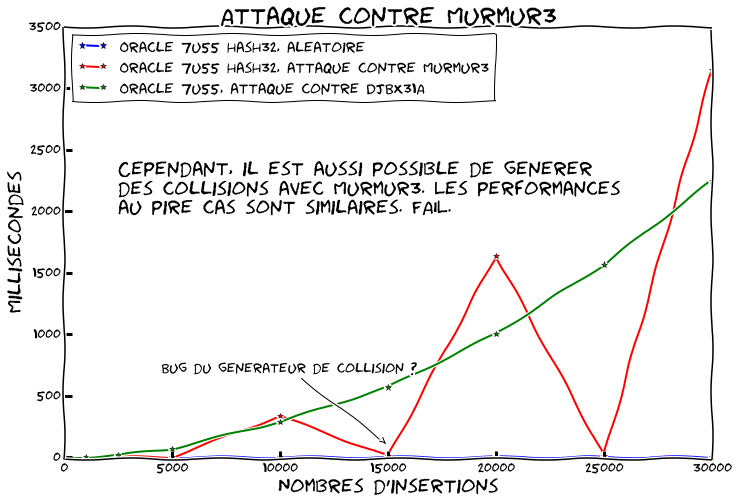 ATTAQUE CONTRE MURMUR3
3500
3000
2500
2000
1500
1000
500
0
MILLISECONDES
ORACLE 7U55 HASH32, ALEATOIRE
ORACLE 7U55 HASH32, ATTAQUE CONTRE MURMUR3
ORACLE 7U55, ATTAQUE CONTRE DJBX31A
CEPENDANT, IL EST AUSSI POSSIBLE DE GENERER
DES COLLISIONS AVEC MURMUR3. LES PERFORMANCES
AU PIRE CAS SONT SIMILAIRES. FAIL.
BUG DU GENERATEUR DE COLLISION ?
0 5000 10000 15000 20000 25000 30000
NOMBRES D'INSERTIONS